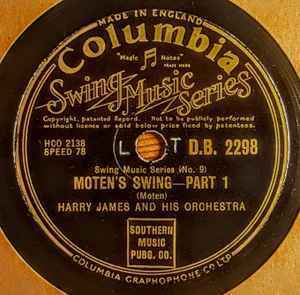 MADE IN ENGLAND
Columbia
"Magic Notes"
TRADE MARK
Swing Music Series
Copyright, patented Record. Not to be publicly performed
without licence or sold below price fixed by patentees.
HCO 2138 D.B. 2298
SPEED 78
Swing Music Series (No. 9)
MOTEN'S SWING—PART 1
(Moten)
HARRY JAMES AND HIS ORCHESTRA
SOUTHERN
MUSIC
PUBG. CO.
COLUMBIA GRAPHOPHONE CO LTD